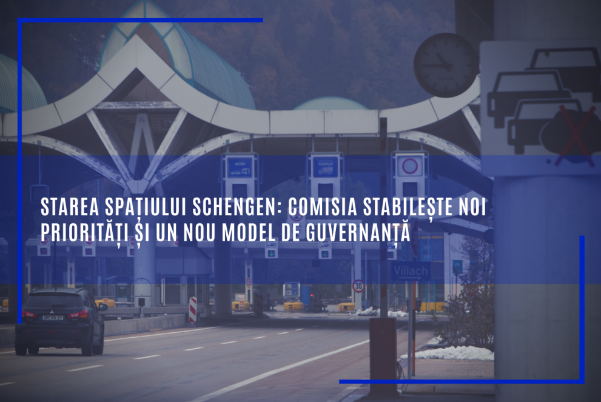 STAREA SPAȚIULUI SCHENGEN: COMISIA STABILEȘTE NOI
PRIORITĂȚI ȘI UN NOU MODEL DE GUVERNANȚĂ
Villach